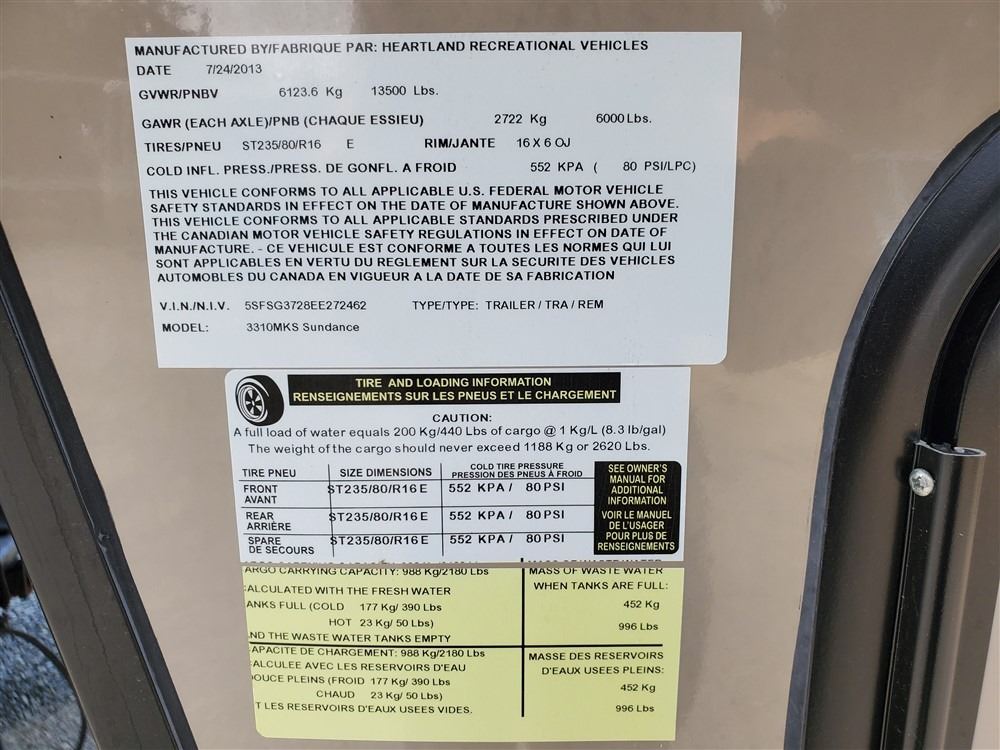 MANUFACTURED BY/FABRIQUE PAR: HEARTLAND RECREATIONAL VEHICLES
DATE 7/24/2013
GVWR/PNBV 6123.6 Kg 13500 Lbs.
GAWR (EACH AXLE)/PNB (CHAQUE ESSIEU) 2722 Kg 6000 Lbs.
TIRES/PNEU ST235/80/R16 E RIM/JANTE 16 X 6 OJ
COLD INFL. PRESS./PRESS. DE GONFL. A FROID 552 KPA ( 80 PSI/LPC)
THIS VEHICLE CONFORMS TO ALL APPLICABLE U.S. FEDERAL MOTOR VEHICLE
SAFETY STANDARDS IN EFFECT ON THE DATE OF MANUFACTURE SHOWN ABOVE.
THIS VEHICLE CONFORMS TO ALL APPLICABLE STANDARDS PRESCRIBED UNDER
THE CANADIAN MOTOR VEHICLE SAFETY REGULATIONS IN EFFECT ON DATE OF
MANUFACTURE. - CE VEHICULE EST CONFORME A TOUTES LES NORMES QUI LUI
SONT APPLICABLES EN VERTU DU REGLEMENT SUR LA SECURITE DES VEHICLES
AUTOMOBLES DU CANADA EN VIGUEUR A LA DATE DE SA FABRICATION
V.I.N./N.I.V. 5SFSG3728EE272462 TYPE/TYPE: TRAILER / TRA / REM
MODEL: 3310MKS Sundance
TIRE AND LOADING INFORMATION
RENSEIGNEMENTS SUR LES PNEUS ET LE CHARGEMENT
CAUTION:
A full load of water equals 200 Kg/440 Lbs of cargo @ 1 Kg/L (8.3 lb/gal)
The weight of the cargo should never exceed 1188 Kg or 2620 Lbs.
TIRE PNEU SIZE DIMENSIONS COLD TIRE PRESSURE
PRESSION DES PNEUS À FROID
FRONT ST235/80/R16 E 552 KPA / 80 PSI
AVANT
REAR ST235/80/R16 E 552 KPA / 80 PSI
ARRIÈRE
SPARE ST235/80/R16 E 552 KPA / 80 PSI
DE SECOURS
SEE OWNER'S
MANUAL FOR
ADDITIONAL
INFORMATION
VOIR LE MANUEL
DE L'USAGER
POUR PLUS DE
RENSEIGNEMENTS
ARGO CARRYING CAPACITY: 988 Kg/2180 Lbs
ALCULATED WITH THE FRESH WATER
ANKS FULL (COLD 177 Kg/ 390 Lbs
HOT 23 Kg/ 50 Lbs)
ND THE WASTE WATER TANKS EMPTY
MASS OF WASTE WATER
WHEN TANKS ARE FULL:
452 Kg
996 Lbs
APACITE DE CHARGEMENT: 988 Kg/2180 Lbs
ALCULEE AVEC LES RESERVOIRS D'EAU
OUCE PLEINS (FROID 177 Kg/ 390 Lbs
CHAUD 23 Kg/ 50 Lbs)
T LES RESERVOIRS D'EAUX USEES VIDES.
MASSE DES RESERVOIRS
D'EAUX USEES PLEINS:
452 Kg
996 Lbs